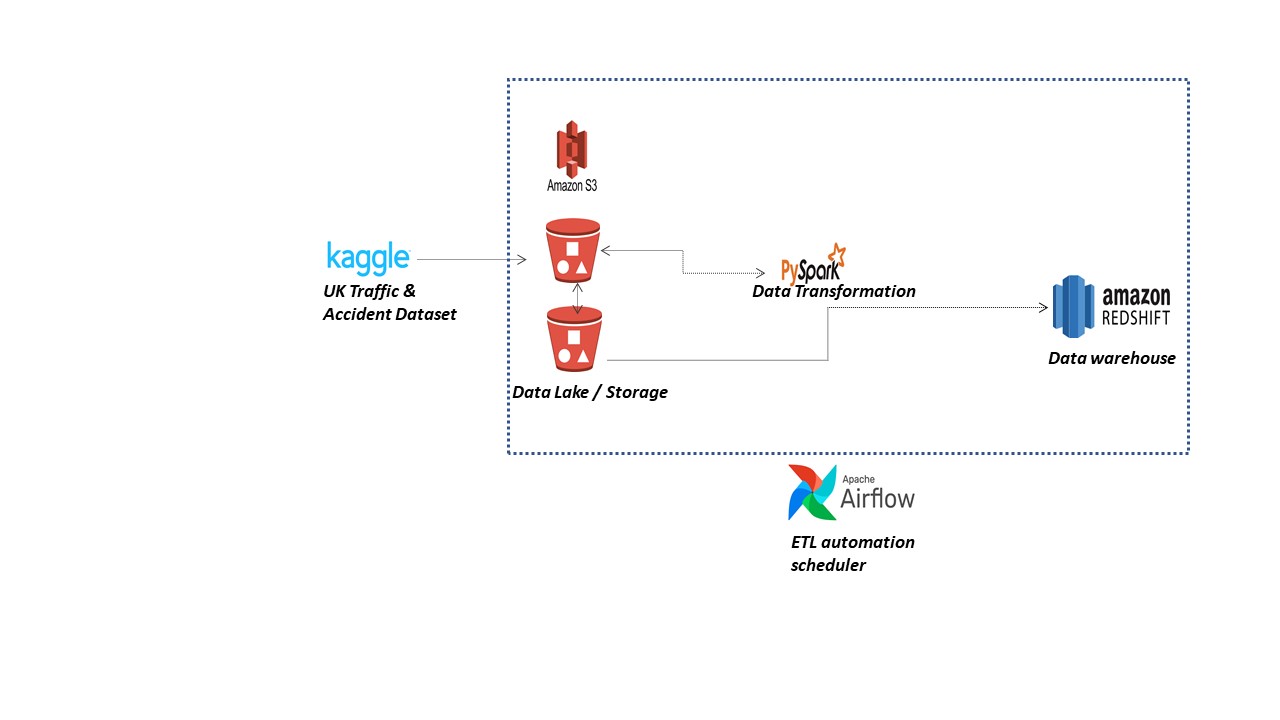 Amazon S3
kaggle
UK Traffic &
Accident Dataset
PySpark
Data Transformation
amazon
REDSHIFT
Data warehouse
Data Lake / Storage
Apache
Airflow
ETL automation
scheduler